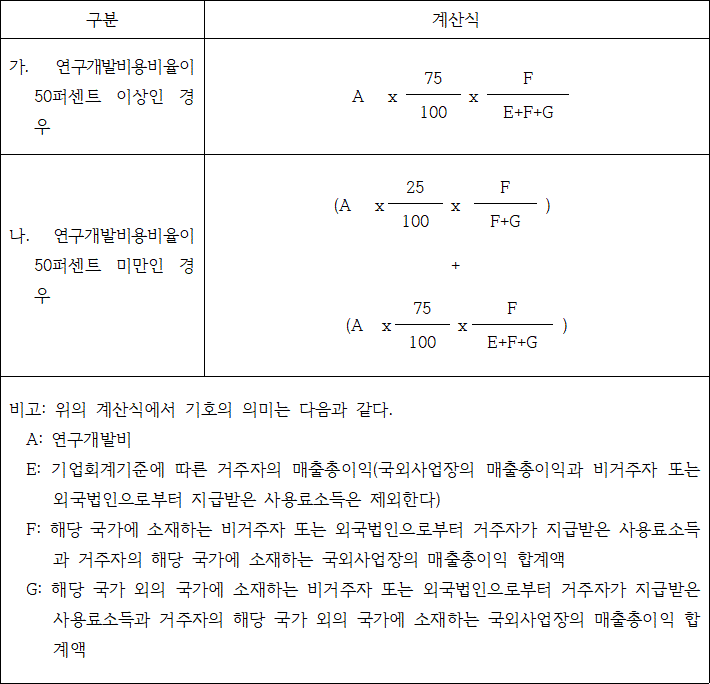 구분 계산식
가. 연구개발비용비율이
50퍼센트 이상인 경
우
A x 75/100 x F/E+F+G
나. 연구개발비용비율이
50퍼센트 미만인 경
우
(A x 25/100 x F/F+G )
+
(A x 75/100 x F/E+F+G )
비고: 위의 계산식에서 기호의 의미는 다음과 같다.
A: 연구개발비
E: 기업회계기준에 따른 거주자의 매출총이익(국외사업장의 매출총이익과 비거주자 또는
외국법인으로부터 지급받은 사용료소득은 제외한다)
F: 해당 국가에 소재하는 비거주자 또는 외국법인으로부터 거주자가 지급받은 사용료소득
과 거주자의 해당 국가에 소재하는 국외사업장의 매출총이익 합계액
G: 해당 국가 외의 국가에 소재하는 비거주자 또는 외국법인으로부터 거주자가 지급받은
사용료소득과 거주자의 해당 국가 외의 국가에 소재하는 국외사업장의 매출총이익 합
계액